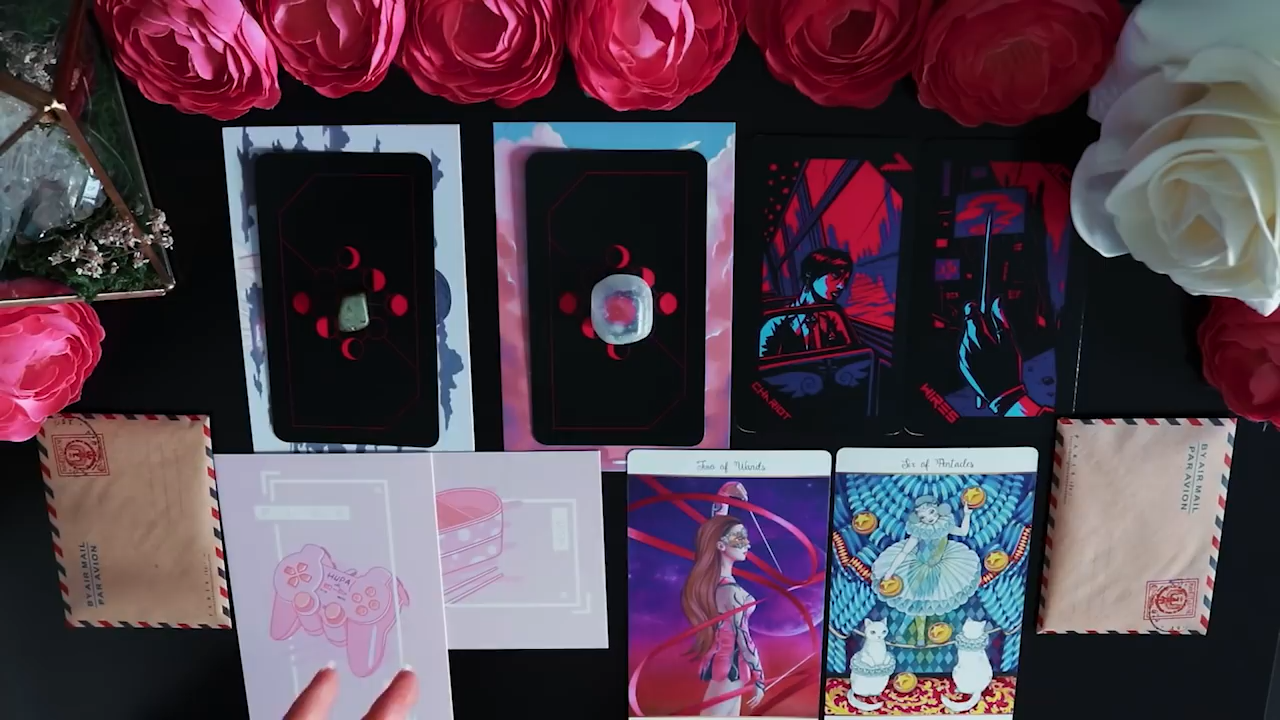 CHARIOT
WIRES
BY AIR MAIL
PAR AVION
BY AIR MAIL
PAR AVION
Two of Wands
Six of Pentacles